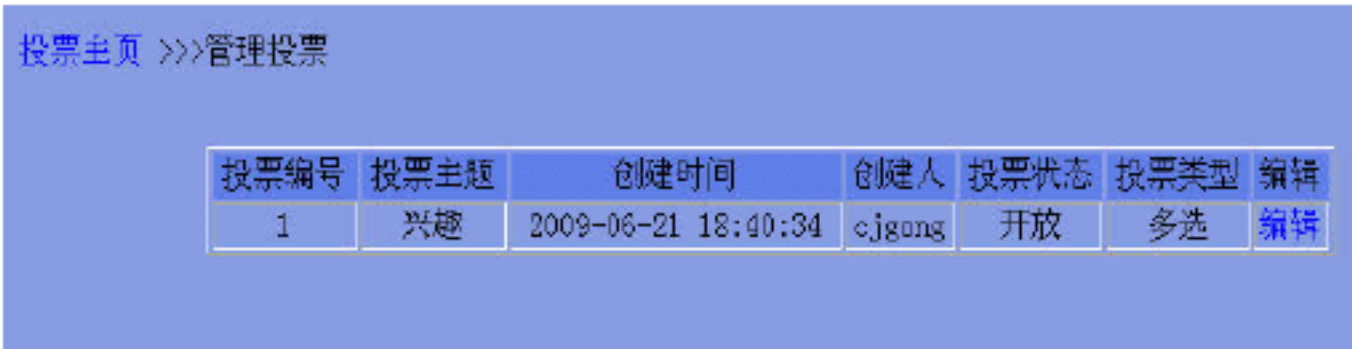 投票主页 >>>管理投票
投票编号 投票主题 创建时间 创建人 投票状态 投票类型 编辑
1 兴趣 2009-06-21 18:40:34 cjgong 开放 多选 编辑